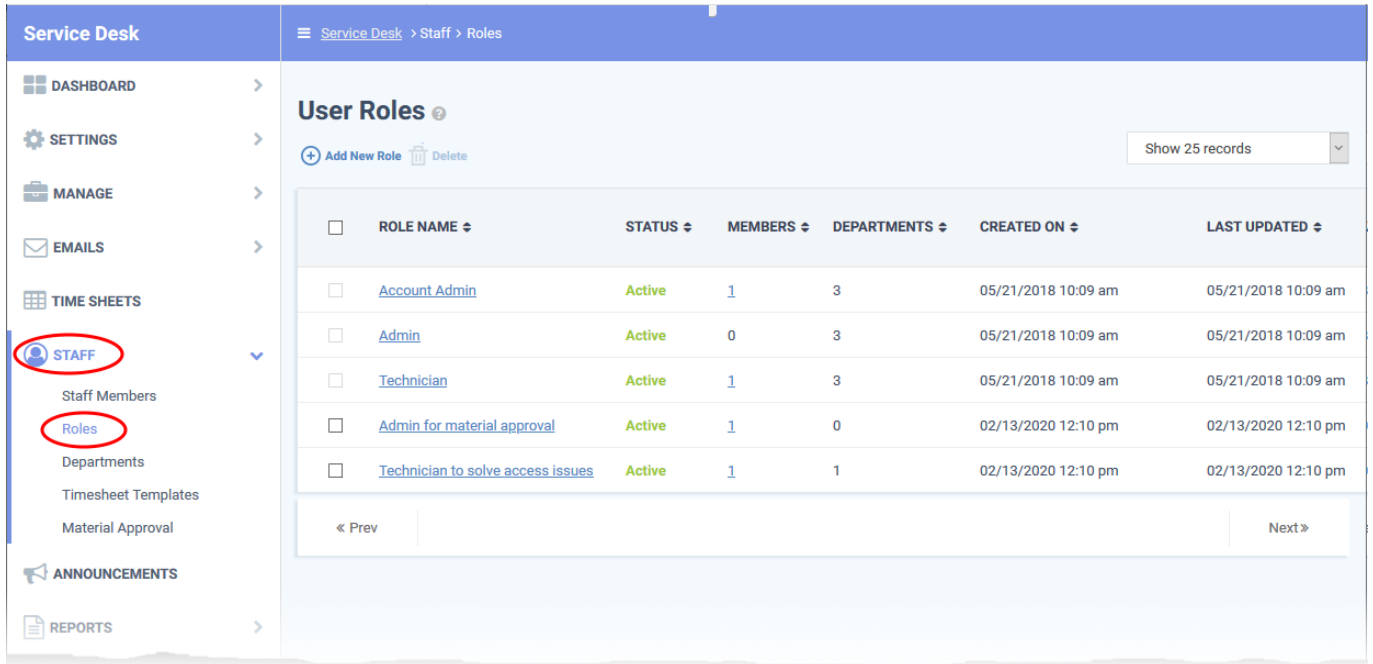 Service Desk
Service Desk > Staff > Roles
DASHBOARD
SETTINGS
MANAGE
EMAILS
TIME SHEETS
STAFF
Staff Members
Roles
Departments
Timesheet Templates
Material Approval
ANNOUNCEMENTS
REPORTS
User Roles
Add New Role Delete
Show 25 records
ROLE NAME STATUS MEMBERS DEPARTMENTS CREATED ON LAST UPDATED
Account Admin Active 1 3 05/21/2018 10:09 am 05/21/2018 10:09 am
Admin Active 0 3 05/21/2018 10:09 am 05/21/2018 10:09 am
Technician Active 1 3 05/21/2018 10:09 am 05/21/2018 10:09 am
Admin for material approval Active 1 0 02/13/2020 12:10 pm 02/13/2020 12:10 pm
Technician to solve access issues Active 1 1 02/13/2020 12:10 pm 02/13/2020 12:10 pm
« Prev Next »